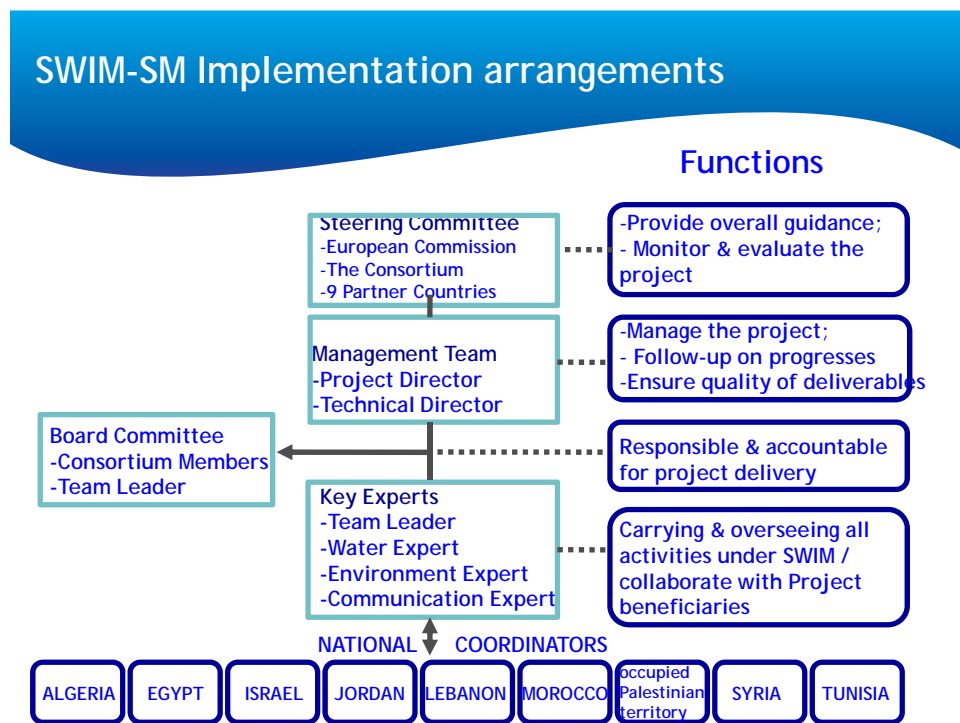 SWIM-SM Implementation arrangements
Functions
Steering Committee
-European Commission
-The Consortium
-9 Partner Countries
-Provide overall guidance;
- Monitor & evaluate the
project
Management Team
-Project Director
-Technical Director
-Manage the project;
- Follow-up on progresses
-Ensure quality of deliverables
Board Committee
-Consortium Members
-Team Leader
Responsible & accountable
for project delivery
Key Experts
-Team Leader
-Water Expert
-Environment Expert
-Communication Expert
Carrying & overseeing all
activities under SWIM /
collaborate with Project
beneficiaries
NATIONAL COORDINATORS
ALGERIA
EGYPT
ISRAEL
JORDAN
LEBANON
MOROCCO
occupied
Palestinian
territory
SYRIA
TUNISIA